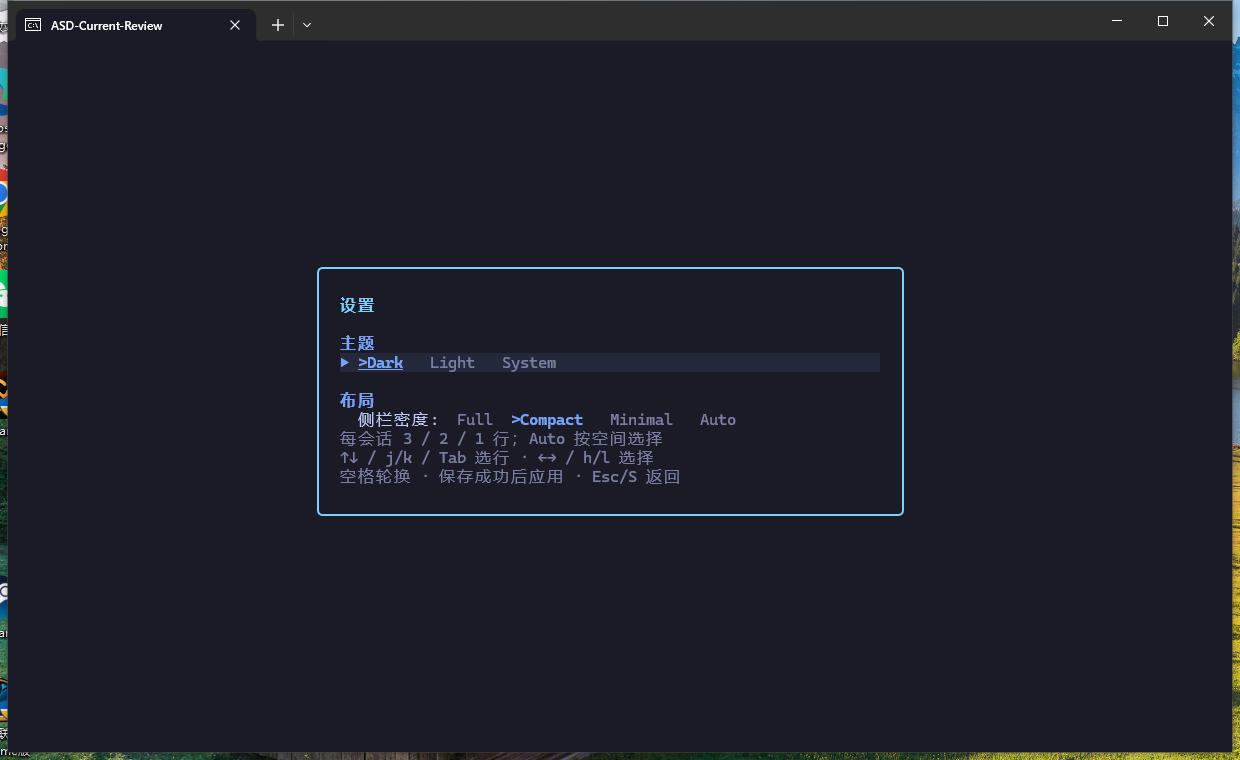 ASD-Current-Review
设置
主题
▶ >Dark Light System
布局
侧栏密度: Full >Compact Minimal Auto
每会话 3 / 2 / 1 行; Auto 按空间选择
↑↓ / j/k / Tab 选行 · ↔ / h/l 选择
空格轮换 · 保存成功后应用 · Esc/S 返回